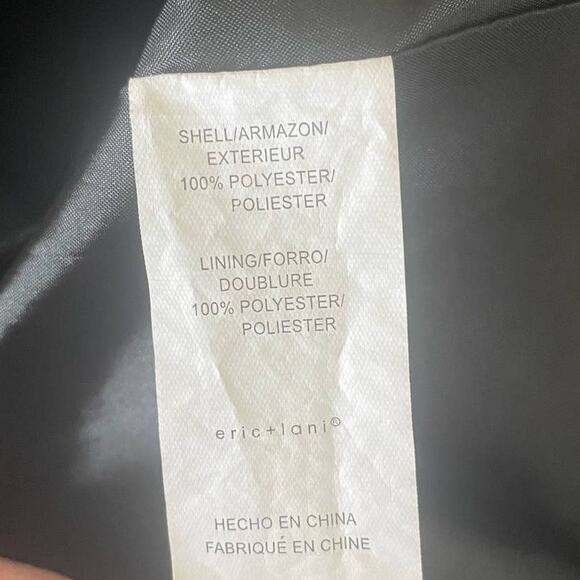 SHELL/ARMAZON/
EXTERIEUR
100% POLYESTER/
POLIESTER
LINING/FORRO/
DOUBLURE
100% POLYESTER/
POLIESTER
eric+lani®
HECHO EN CHINA
FABRIQUÉ EN CHINE